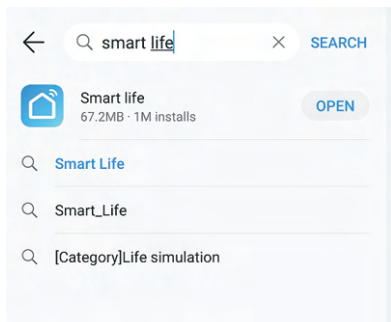 smart life SEARCH
Smart life
67.2MB · 1M installs
OPEN
Smart Life
Smart_Life
[Category]Life simulation